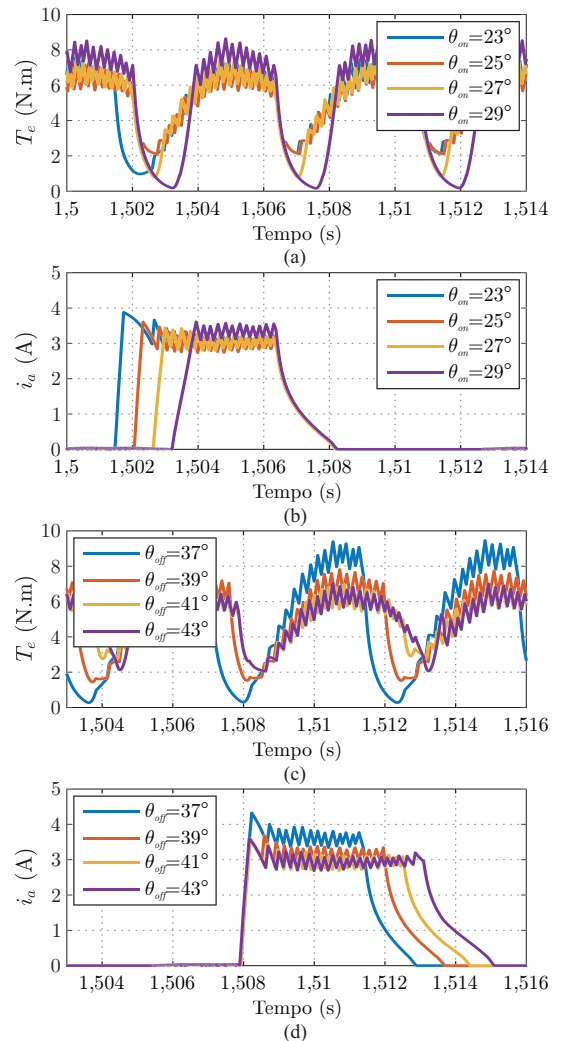 10
8
6
4
2
0
T_e (N.m)
θ_on=23°
θ_on=25°
θ_on=27°
θ_on=29°
1,5 1,502 1,504 1,506 1,508 1,51 1,512 1,514
Tempo (s)
(a)
5
4
3
2
1
0
i_a (A)
θ_on=23°
θ_on=25°
θ_on=27°
θ_on=29°
1,5 1,502 1,504 1,506 1,508 1,51 1,512 1,514
Tempo (s)
(b)
10
8
6
4
2
0
T_e (N.m)
θ_off=37°
θ_off=39°
θ_off=41°
θ_off=43°
1,504 1,506 1,508 1,51 1,512 1,514 1,516
Tempo (s)
(c)
5
4
3
2
1
0
i_a (A)
θ_off=37°
θ_off=39°
θ_off=41°
θ_off=43°
1,504 1,506 1,508 1,51 1,512 1,514 1,516
Tempo (s)
(d)